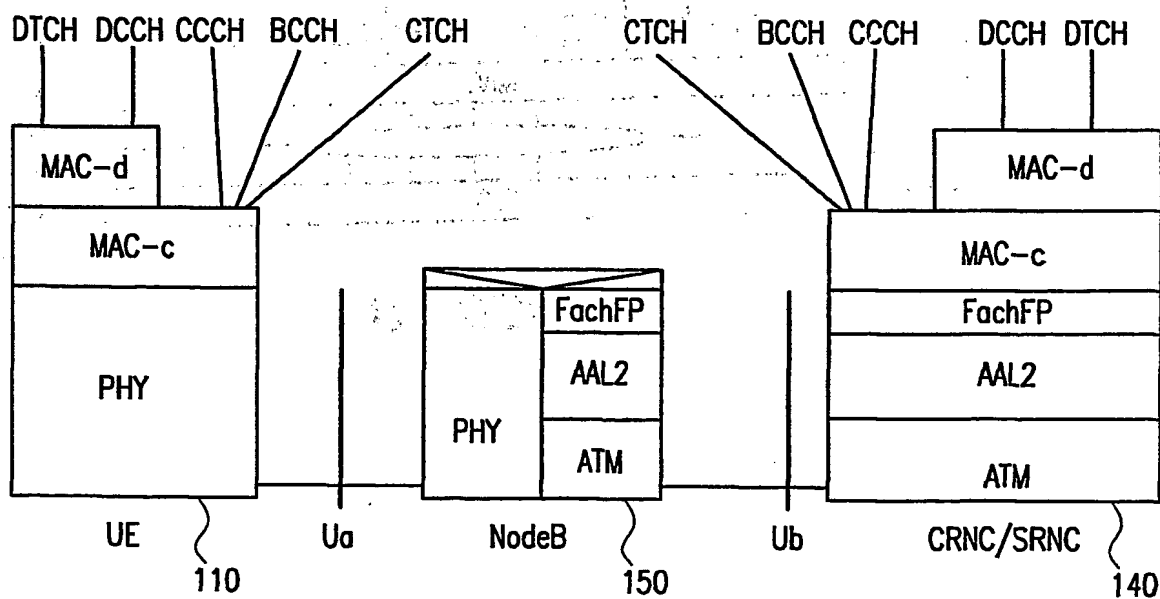 DTCH DCCH CCCH BCCH CTCH CTCH BCCH CCCH DCCH DTCH
MAC-d MAC-d
MAC-c MAC-c
FachFP FachFP
PHY AAL2 AAL2
PHY
ATM ATM
UE Ua NodeB Ub CRNC/SRNC
110 150 140